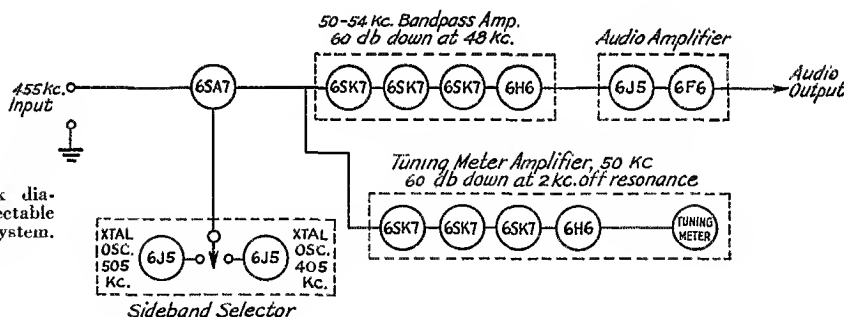 50-54 Kc. Bandpass Amp.
60 db down at 48 Kc.
Audio Amplifier
455 Kc.
Input
6SA7
6SK7 6SK7 6SK7 6H6
6J5 6F6
Audio
Output
Tuning Meter Amplifier, 50 KC
60 db down at 2 kc. off resonance
6SK7 6SK7 6SK7 6H6
TUNING
METER
k dia-
ectable
ystem.
XTAL
OSC.
505
Kc.
6J5
6J5
XTAL
OSC.
405
Kc.
Sideband Selector